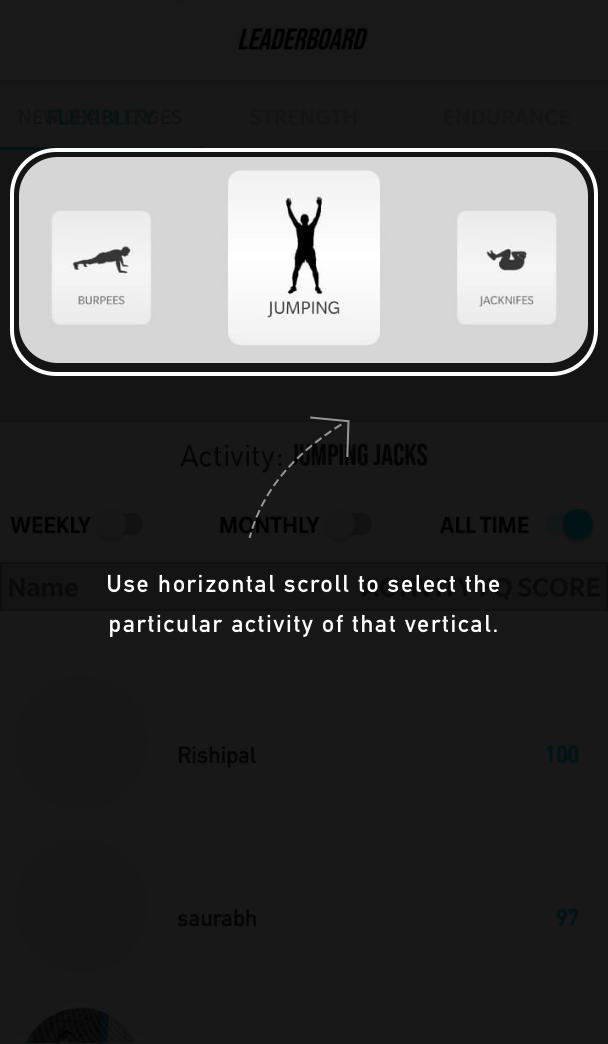 LEADERBOARD
FLEXIBLITY STRENGTH ENDURANCE
BURPEES JUMPING JACKNIFES
Activity: JUMPING JACKS
WEEKLY MONTHLY ALL TIME
Name Q SCORE
Use horizontal scroll to select the
particular activity of that vertical.
Rishipal 100
saurabh 97